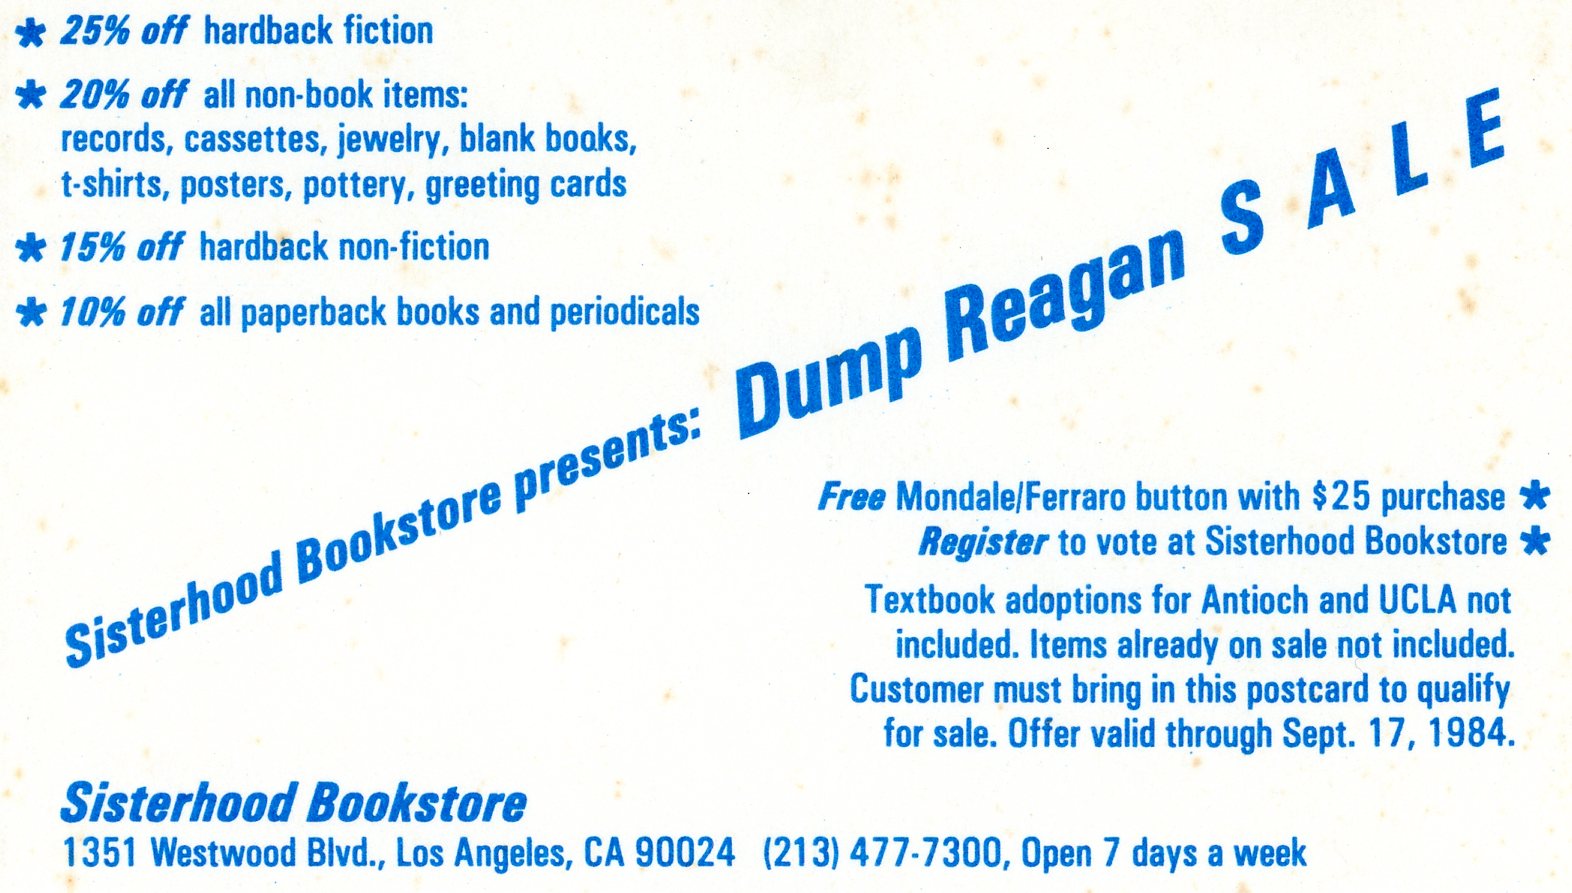 * 25% off hardback fiction
* 20% off all non-book items:
records, cassettes, jewelry, blank books,
t-shirts, posters, pottery, greeting cards
* 15% off hardback non-fiction
* 10% off all paperback books and periodicals
Sisterhood Bookstore presents: Dump Reagan SALE
Free Mondale/Ferraro button with $25 purchase *
Register to vote at Sisterhood Bookstore *
Textbook adoptions for Antioch and UCLA not
included. Items already on sale not included.
Customer must bring in this postcard to qualify
for sale. Offer valid through Sept. 17, 1984.
Sisterhood Bookstore
1351 Westwood Blvd., Los Angeles, CA 90024 (213) 477-7300, Open 7 days a week